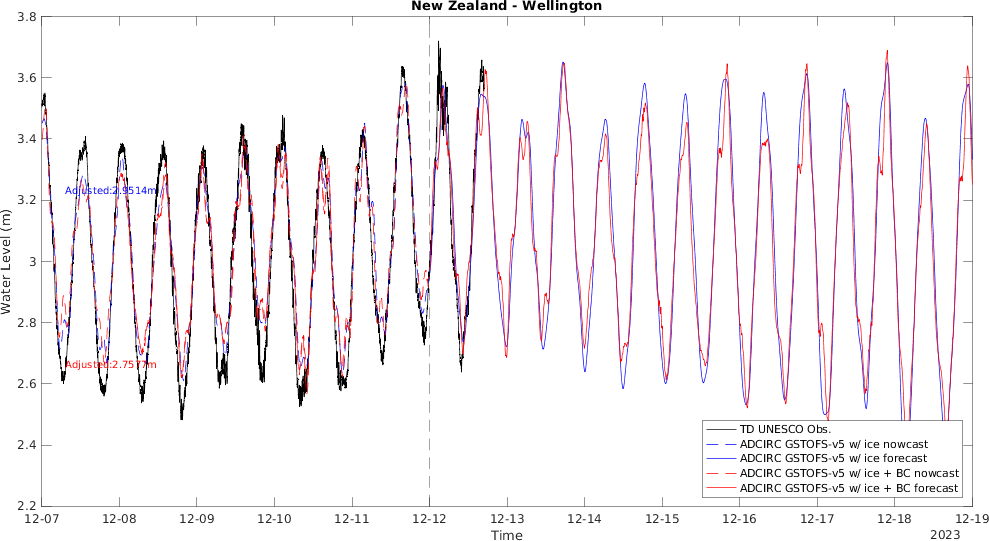 New Zealand - Wellington
3.8
3.6
3.4
3.2
3
2.8
2.6
2.4
2.2
Water Level (m)
Adjusted:2.9514m
Adjusted:2.7577m
TD UNESCO Obs.
ADCIRC GSTOFS-v5 w/ ice nowcast
ADCIRC GSTOFS-v5 w/ ice forecast
ADCIRC GSTOFS-v5 w/ ice + BC nowcast
ADCIRC GSTOFS-v5 w/ ice + BC forecast
12-07 12-08 12-09 12-10 12-11 12-12 12-13 12-14 12-15 12-16 12-17 12-18 12-19
Time
2023